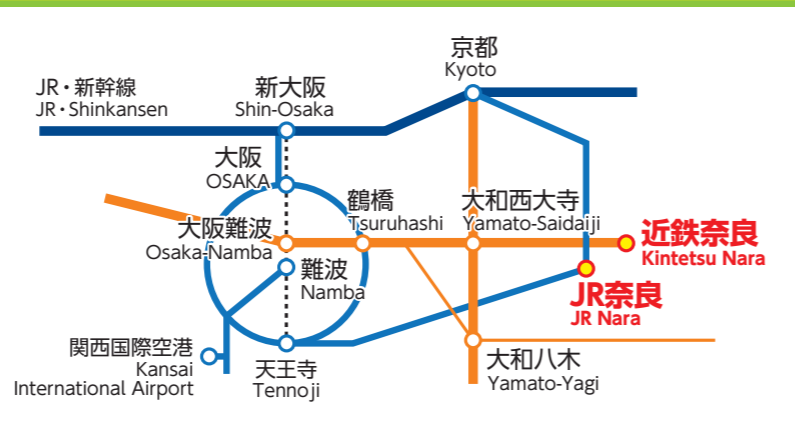 京都
Kyoto
JR・新幹線
JR・Shinkansen
新大阪
Shin-Osaka
大阪
OSAKA
鶴橋
Tsuruhashi
大和西大寺
Yamato-Saidaiji
大阪難波
Osaka-Namba
近鉄奈良
Kintetsu Nara
難波
Namba
JR奈良
JR Nara
関西国際空港
Kansai
International Airport
天王寺
Tennoji
大和八木
Yamato-Yagi